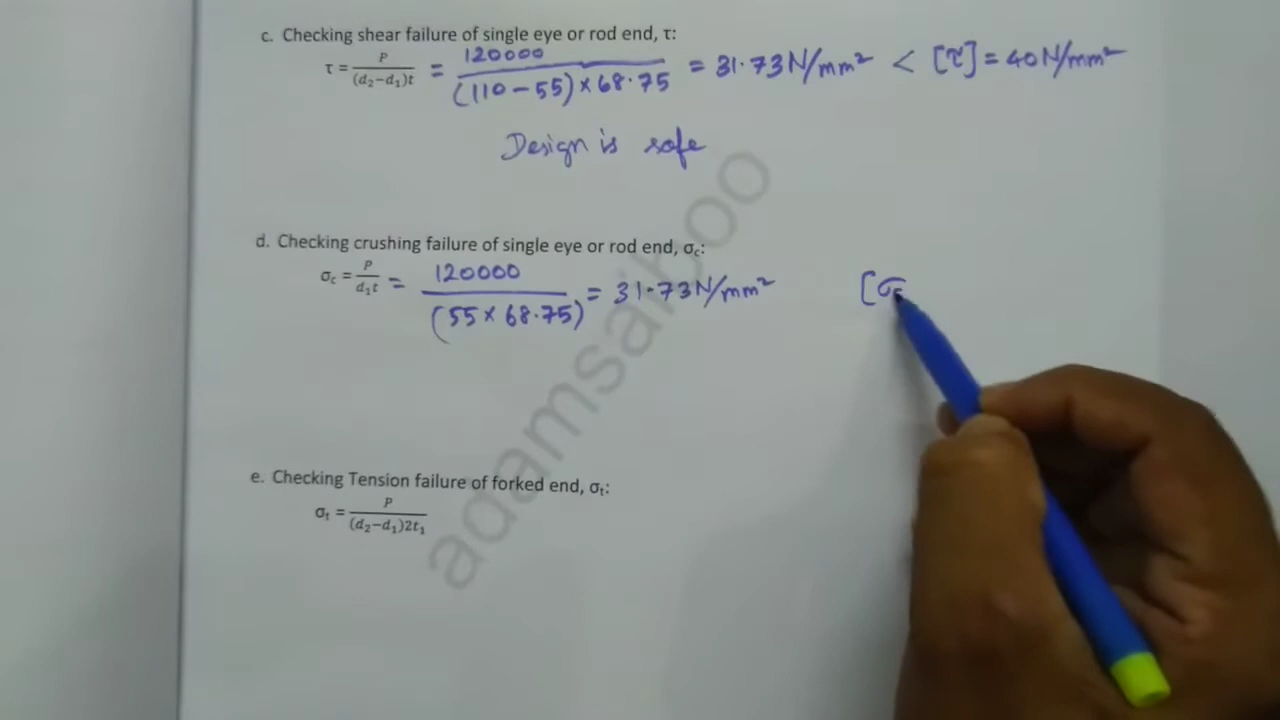 c. Checking shear failure of single eye or rod end, τ:
τ = P/((d₂−d₁)t) = 120000/((110 − 55) × 68.75) = 31.73 N/mm² < [τ] = 40 N/mm²
Design is safe
d. Checking crushing failure of single eye or rod end, σc:
σc = P/(d₁t) = 120000/(55 × 68.75) = 31.73 N/mm² [σc
e. Checking Tension failure of forked end, σt:
σt = P/((d₂−d₁)2t₁)
adamsaiboo